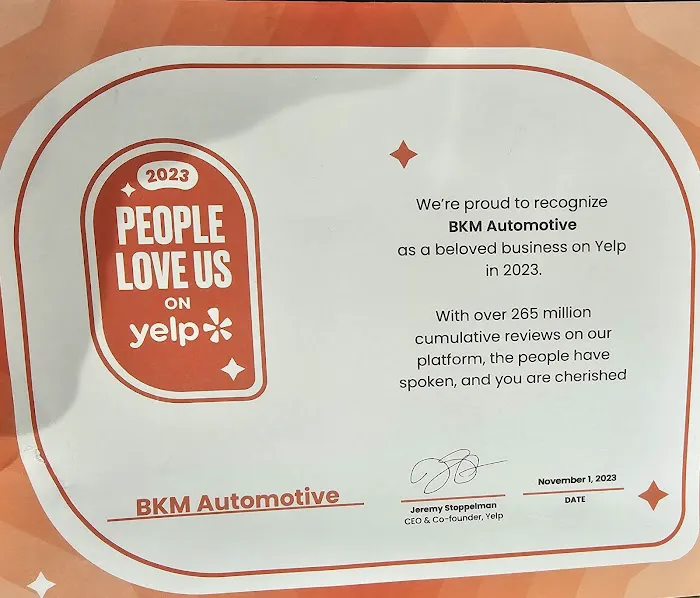 2023
PEOPLE
LOVE US
ON
yelp
We're proud to recognize
BKM Automotive
as a beloved business on Yelp
in 2023.
With over 265 million
cumulative reviews on our
platform, the people have
spoken, and you are cherished
BKM Automotive
Jeremy Stoppelman
CEO & Co-founder, Yelp
November 1, 2023
DATE